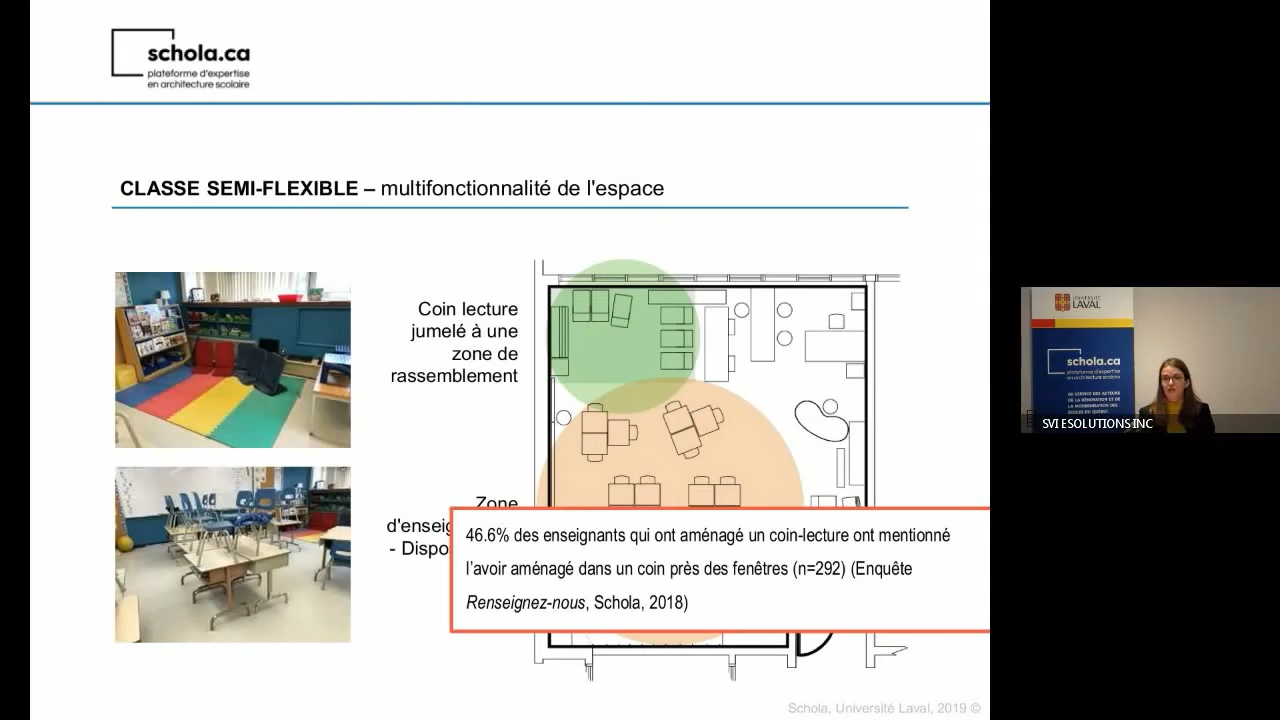 schola.ca
plateforme d'expertise
en architecture scolaire
CLASSE SEMI-FLEXIBLE – multifonctionnalité de l'espace
Coin lecture
jumelé à une
zone de
rassemblement
Zone
- Dispo
46.6% des enseignants qui ont aménagé un coin-lecture ont mentionné
l'avoir aménagé dans un coin près des fenêtres (n=292) (Enquête
Renseignez-nous, Schola, 2018)
Schola, Université Laval, 2019 ©
UNIVERSITÉ
LAVAL
schola.ca
plateforme d'expertise
en architecture scolaire
AU SERVICE DES ACTEURS
DE LA RÉNOVATION ET DE
LA MODERNISATION DES
ÉCOLES DU QUÉBEC
SVI ESOLUTIONS INC